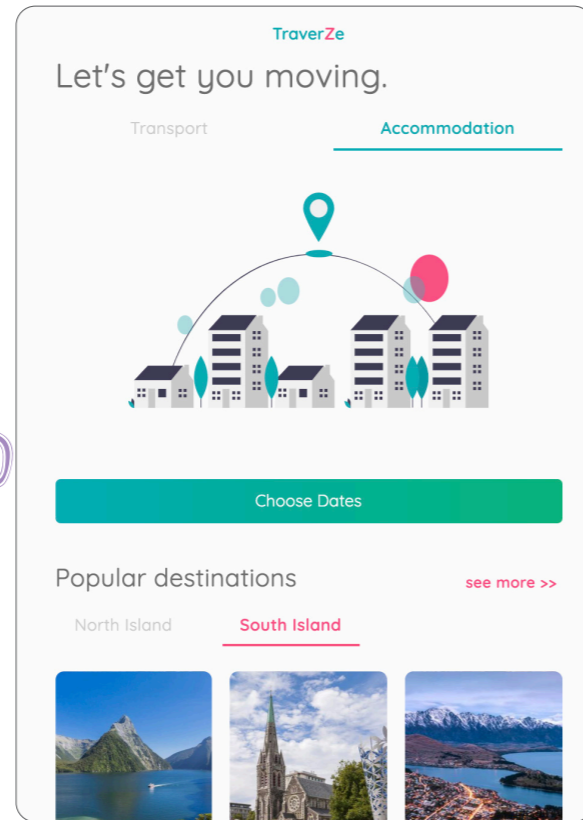 TraverZe
Let's get you moving.
Transport Accommodation
Choose Dates
Popular destinations see more >>
North Island South Island